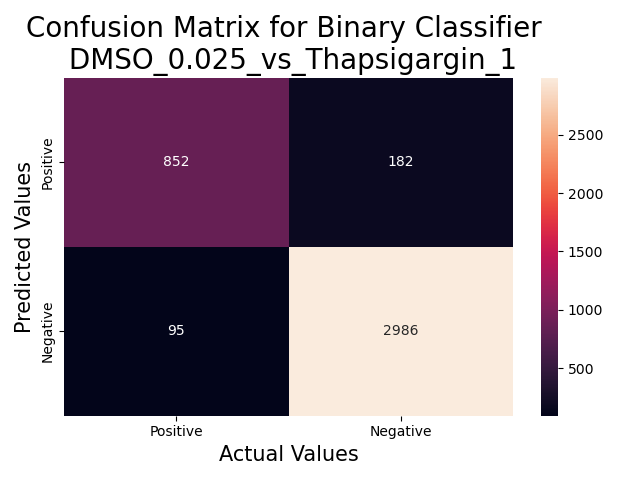 Confusion Matrix for Binary Classifier
DMSO_0.025_vs_Thapsigargin_1
Predicted Values
Positive
Negative
852
182
95
2986
Positive
Negative
Actual Values
2500
2000
1500
1000
500